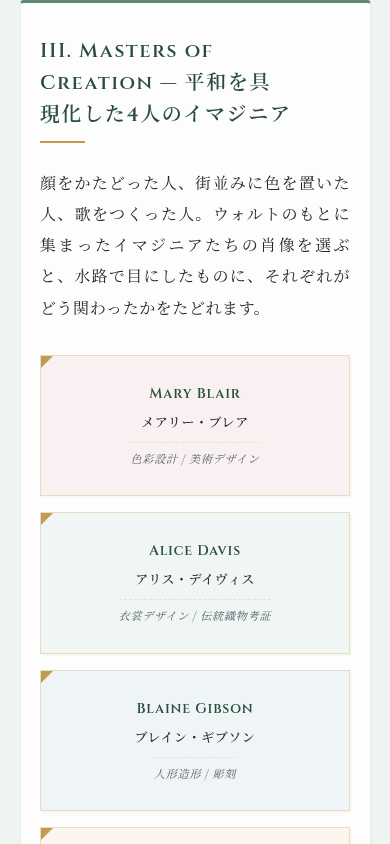 III. Masters of
Creation — 平和を具
現化した4人のイマジニア
顔をかたどった人、街並みに色を置いた
人、歌をつくった人。ウォルトのもとに
集まったイマジニアたちの肖像を選ぶ
と、水路で目にしたものに、それぞれが
どう関わったかをたどれます。
Mary Blair
メアリー・ブレア
色彩設計 / 美術デザイン
Alice Davis
アリス・デイヴィス
衣裳デザイン / 伝統織物考証
Blaine Gibson
ブレイン・ギブソン
人形造形 / 彫刻